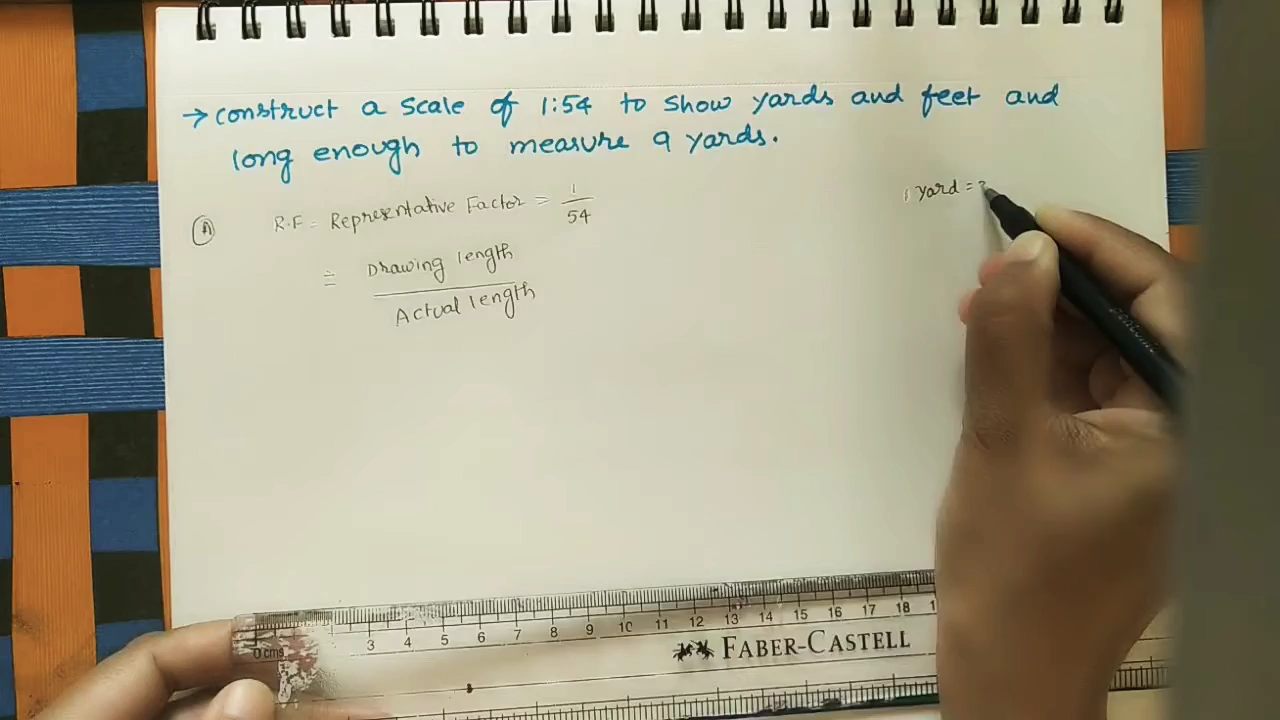 → construct a scale of 1:54 to show yards and feet and
long enough to measure 9 yards.
1 yard =
(A) R.F = Representative Factor = 1/54
= Drawing length
Actual length
0 cms 3 4 5 6 7 8 9 10 11 12 13 14 15 16 17 18
FABER-CASTELL